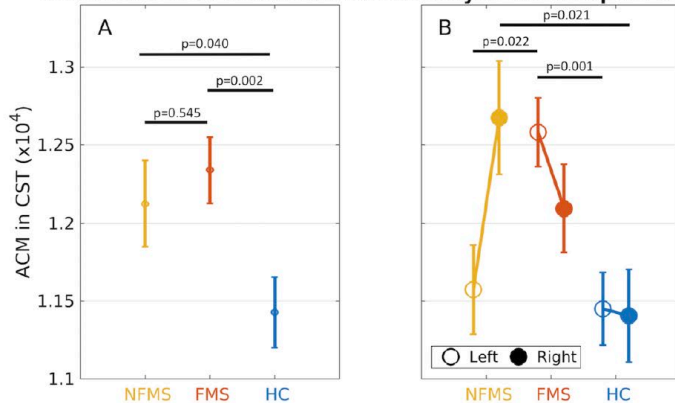 A
p=0.040
p=0.002
p=0.545
ACM in CST (x10⁴)
1.3
1.25
1.2
1.15
1.1
NFMS
FMS
HC
B
p=0.021
p=0.022
p=0.001
Left
Right
NFMS
FMS
HC